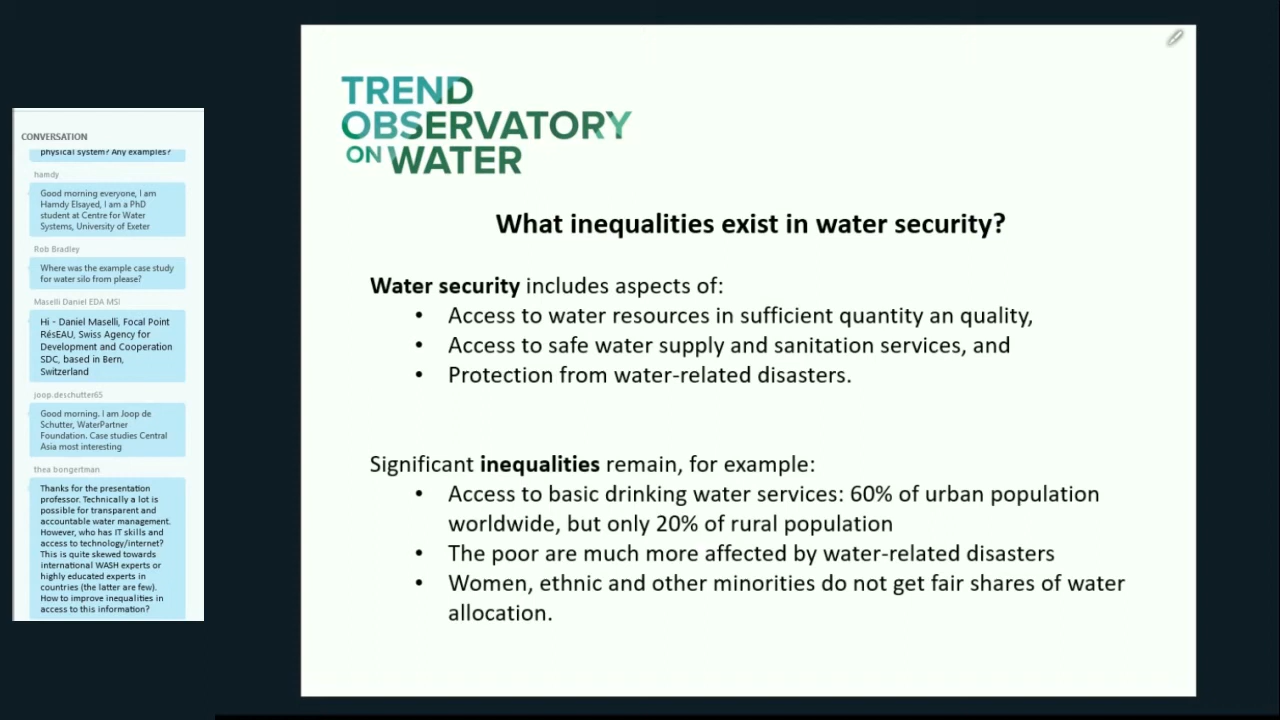 CONVERSATION
physical system? Any examples?
hamdy
Good morning everyone, I am
Hamdy Elsayed, I am a PhD
student at Centre for Water
Systems, University of Exeter
Rob Bradley
Where was the example case study
for water silo from please?
Maselli Daniel EDA MSI
Hi - Daniel Maselli, Focal Point
RésEAU, Swiss Agency for
Development and Cooperation
SDC, based in Bern,
Switzerland
joop.deschutter65
Good morning. I am Joop de
Schutter, WaterPartner
Foundation. Case studies Central
Asia most interesting
thea bongertman
Thanks for the presentation
professor. Technically a lot is
possible for transparent and
accountable water management.
However, who has IT skills and
access to technology/internet?
This is quite skewed towards
international WASH experts or
highly educated experts in
countries (the latter are few).
How to improve inequalities in
access to this information?
TREND
OBSERVATORY
ON WATER
What inequalities exist in water security?
Water security includes aspects of:
• Access to water resources in sufficient quantity an quality,
• Access to safe water supply and sanitation services, and
• Protection from water-related disasters.
Significant inequalities remain, for example:
• Access to basic drinking water services: 60% of urban population
worldwide, but only 20% of rural population
• The poor are much more affected by water-related disasters
• Women, ethnic and other minorities do not get fair shares of water
allocation.